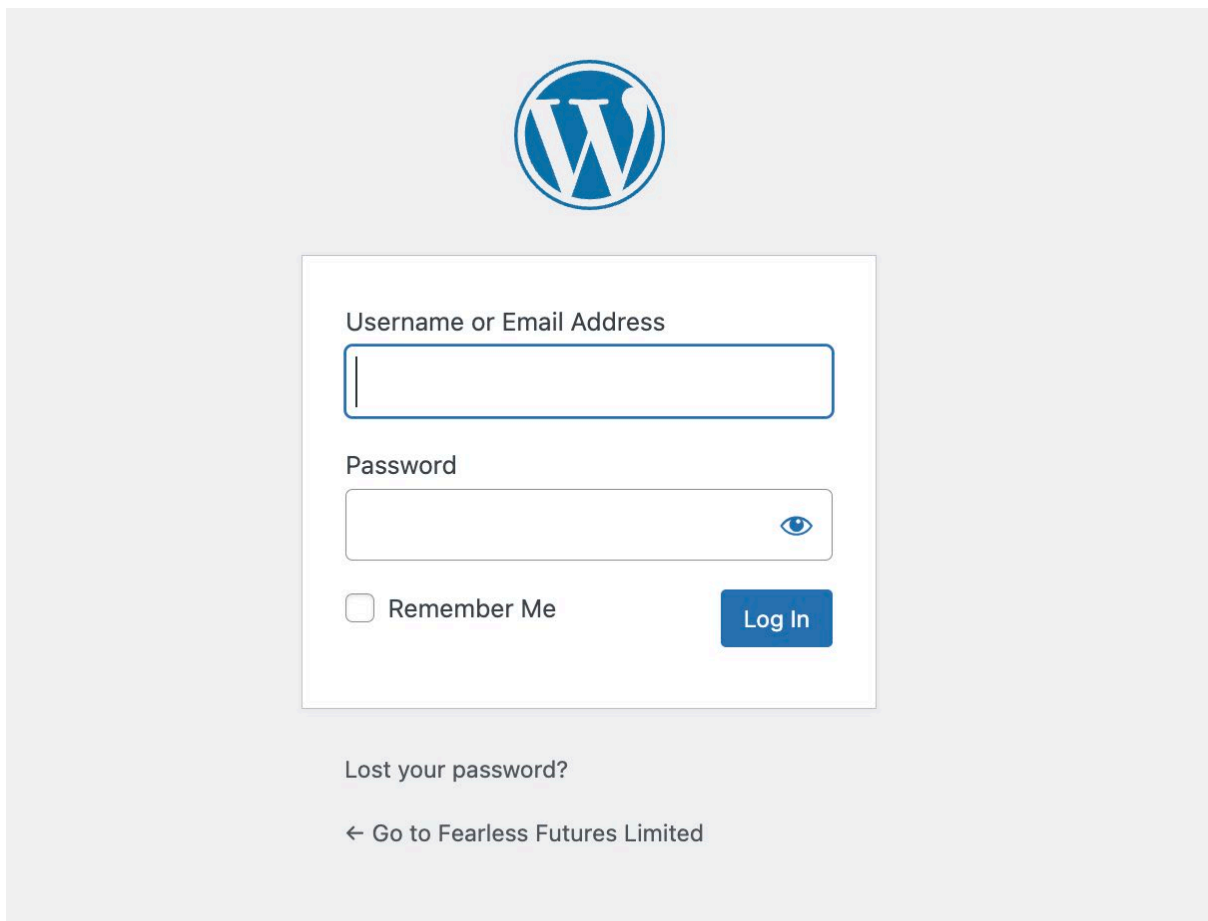 Username or Email Address
Password
Remember Me
Log In
Lost your password?
← Go to Fearless Futures Limited